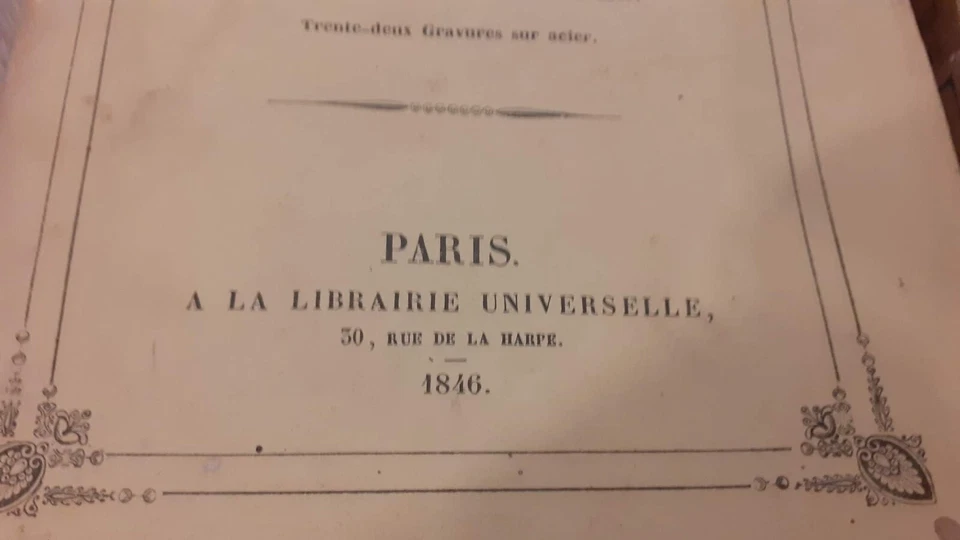 Trente-deux Gravures sur acier.
PARIS.
A LA LIBRAIRIE UNIVERSELLE,
30, RUE DE LA HARPE.
1846.